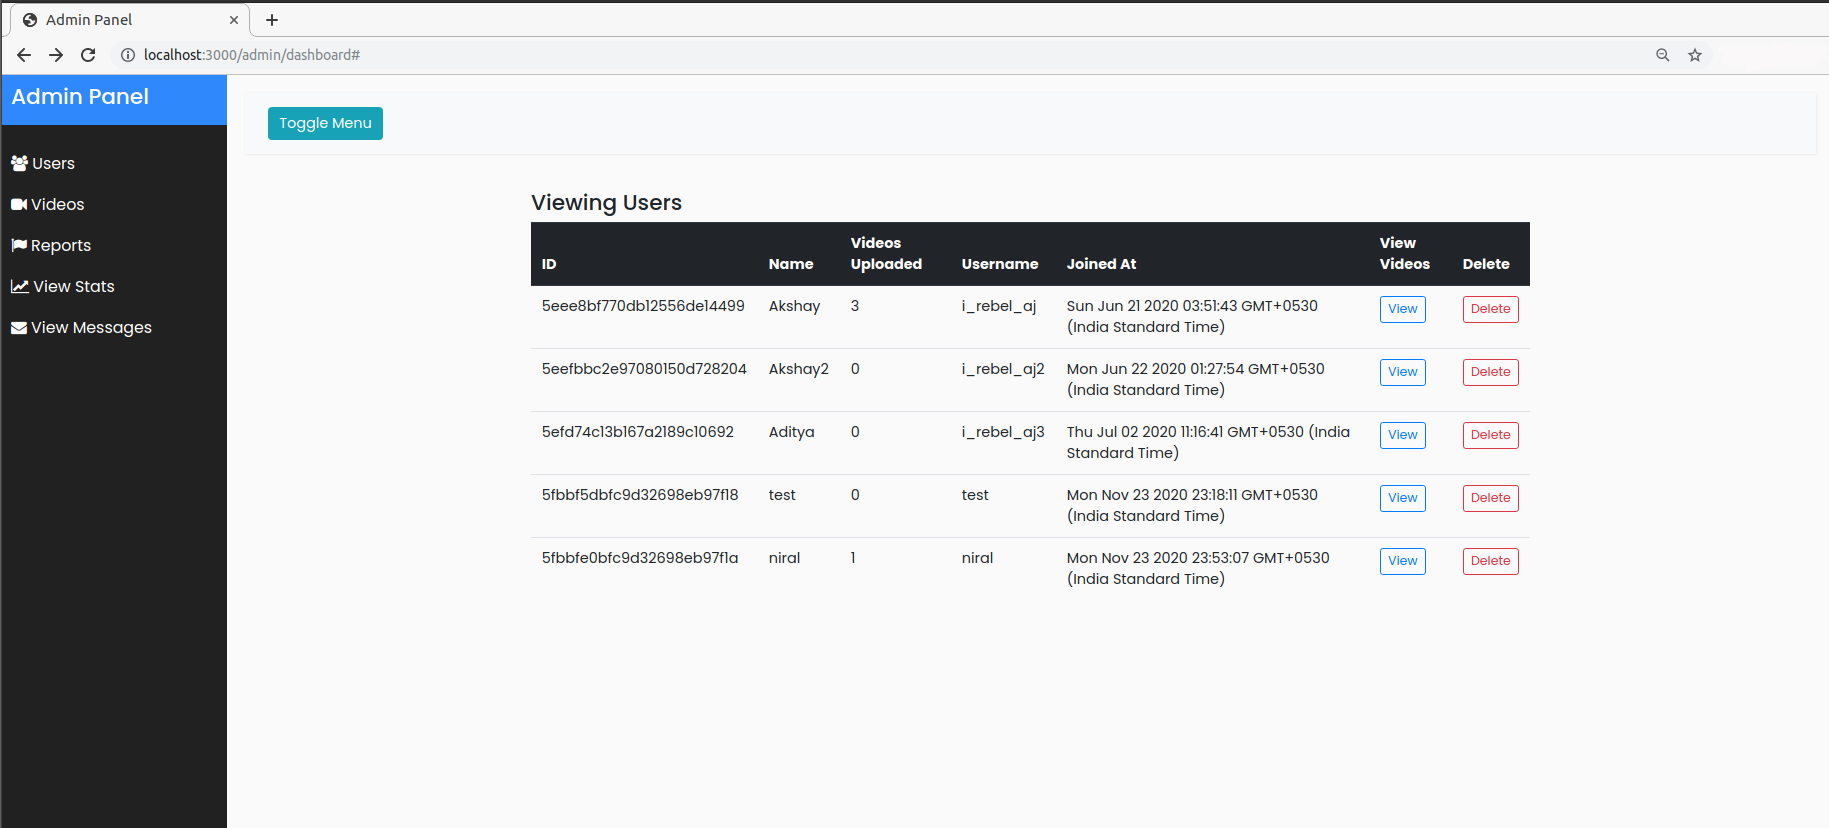 Admin Panel
localhost:3000/admin/dashboard#
Admin Panel
Toggle Menu
Users
Videos
Reports
View Stats
View Messages
Viewing Users
ID Name Videos Uploaded Username Joined At View Videos Delete
5eee8bf770db12556de14499 Akshay 3 i_rebel_aj Sun Jun 21 2020 03:51:43 GMT+0530 View Delete
(India Standard Time)
5eefbbc2e97080150d728204 Akshay2 0 i_rebel_aj2 Mon Jun 22 2020 01:27:54 GMT+0530 View Delete
(India Standard Time)
5efd74c13b167a2189c10692 Aditya 0 i_rebel_aj3 Thu Jul 02 2020 11:16:41 GMT+0530 (India View Delete
Standard Time)
5fbbf5dbfc9d32698eb97f18 test 0 test Mon Nov 23 2020 23:18:11 GMT+0530 View Delete
(India Standard Time)
5fbbfe0bfc9d32698eb97f1a niral 1 niral Mon Nov 23 2020 23:53:07 GMT+0530 View Delete
(India Standard Time)